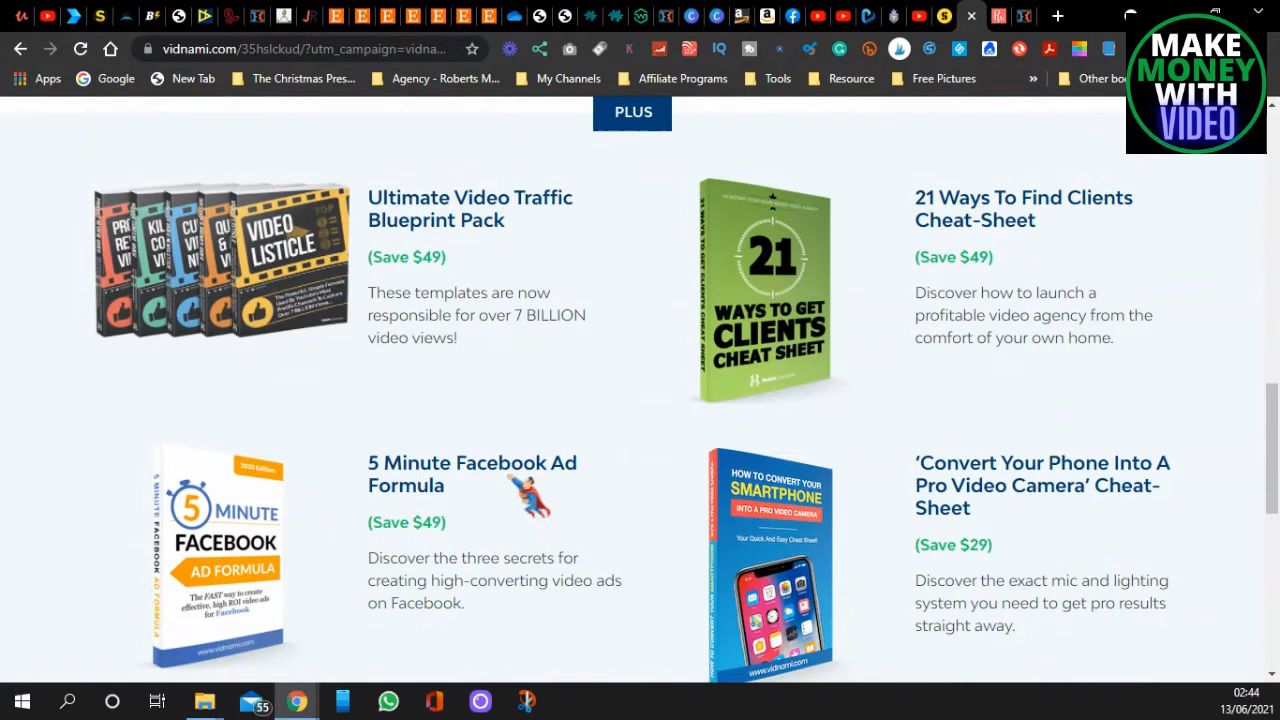 vidnami.com/35hslckud/?utm_campaign=vidna...
Apps
Google
New Tab
The Christmas Pres...
Agency - Roberts M...
My Channels
Affiliate Programs
Tools
Resource
Free Pictures
»
Other bo
MAKE
MONEY
WITH
VIDEO
PLUS
Ultimate Video Traffic
Blueprint Pack
(Save $49)
These templates are now
responsible for over 7 BILLION
video views!
VIDEO
LISTICLE
21 Ways To Find Clients
Cheat-Sheet
(Save $49)
Discover how to launch a
profitable video agency from the
comfort of your own home.
21
WAYS TO GET
CLIENTS
CHEAT SHEET
5 Minute Facebook Ad
Formula
(Save $49)
Discover the three secrets for
creating high-converting video ads
on Facebook.
2020 Edition
5 MINUTE
FACEBOOK
AD FORMULA
The FAST way to create
effective, high ROI video ads
for Facebook
www.vidnami.com
5 MINUTE FACEBOOK AD FORMULA
'Convert Your Phone Into A
Pro Video Camera' Cheat-
Sheet
(Save $29)
Discover the exact mic and lighting
system you need to get pro results
straight away.
HOW TO CONVERT YOUR
SMARTPHONE
INTO A PRO VIDEO CAMERA
Your Quick And Easy Cheat Sheet!
www.vidnami.com
55
02:44
13/06/2021